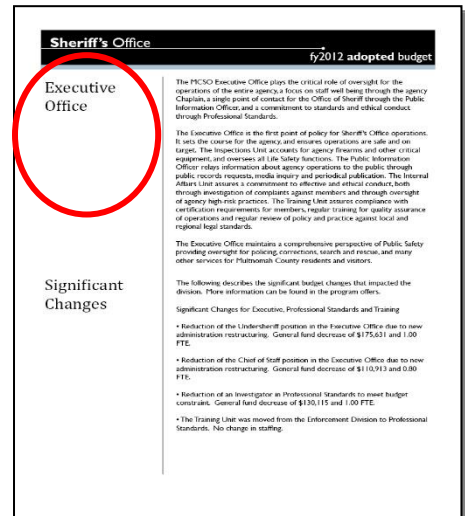 Sheriff's Office
fy2012 adopted budget
Executive
Office
The MCSO Executive Office plays the critical role of oversight for the
operations of the entire agency, a focus on staff well being through the agency
Chaplain, a single point of contact for the Office of Sheriff through the Public
Information Officer, and a commitment to standards and ethical conduct
through Professional Standards.
The Executive Office is the first point of policy for Sheriff's Office operations.
It sets the course for the agency, and ensures operations are safe and on
target. The Inspections Unit accounts for agency firearms and other critical
equipment, and oversees all Life Safety functions. The Public Information
Officer relays information about agency operations to the public through
public records requests, media inquiry and periodical publication. The Internal
Affairs Unit assures a commitment to effective and ethical conduct, both
through investigation of complaints against members and through oversight
of agency high-risk practices. The Training Unit assures compliance with
certification requirements for members, regular training for quality assurance
of operations and regular review of policy and practice against local and
regional legal standards.
The Executive Office maintains a comprehensive perspective of Public Safety
providing oversight for policing, corrections, search and rescue, and many
other services for Multnomah County residents and visitors.
Significant
Changes
The following describes the significant budget changes that impacted the
division. More information can be found in the program offers.
Significant Changes for Executive, Professional Standards and Training
• Reduction of the Undersheriff position in the Executive Office due to new
administration restructuring. General fund decrease of $175,631 and 1.00
FTE.
• Reduction of the Chief of Staff position in the Executive Office due to new
administration restructuring. General fund decrease of $110,913 and 0.80
FTE.
• Reduction of an Investigator in Professional Standards to meet budget
constraint. General fund decrease of $130,115 and 1.00 FTE.
• The Training Unit was moved from the Enforcement Division to Professional
Standards. No change in staffing.